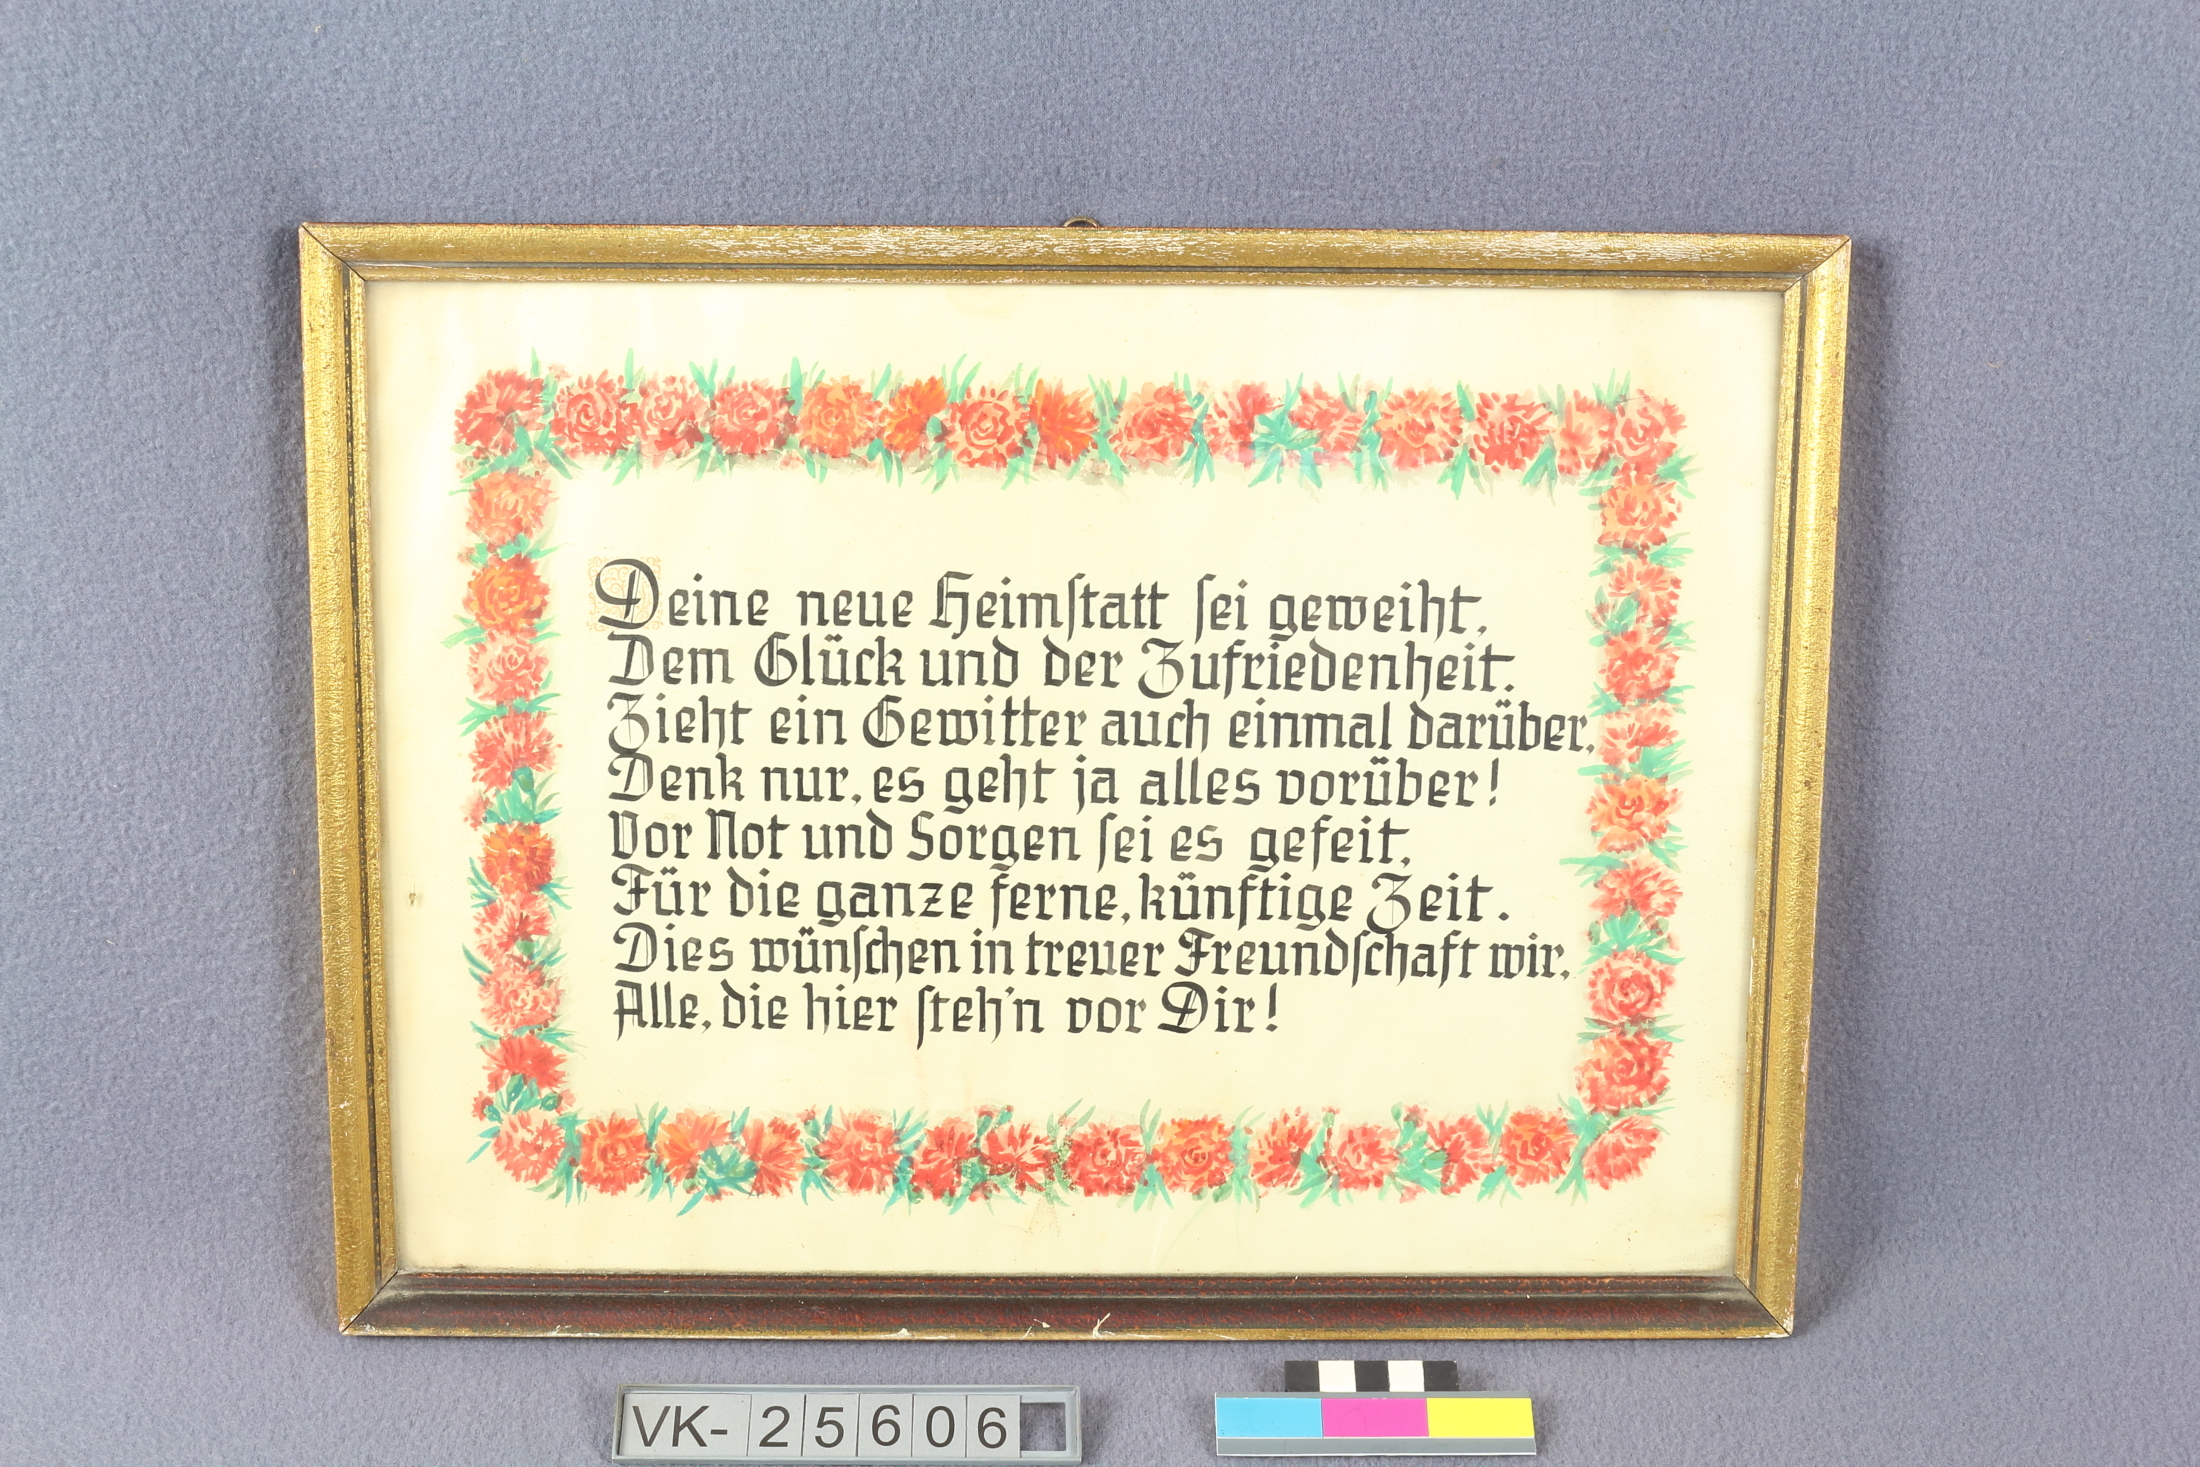 Deine neue Heimſtatt ſei geweiht,
Dem Glück und der Zufriedenheit.
Zieht ein Gewitter auch einmal darüber,
Denk nur, es geht ja alles vorüber!
Vor Not und Sorgen ſei es gefeit,
Für die ganze ferne, künftige Zeit.
Dies wünſchen in treuer Freundſchaft wir,
Alle, die hier ſteh'n vor Dir!
VK-25606